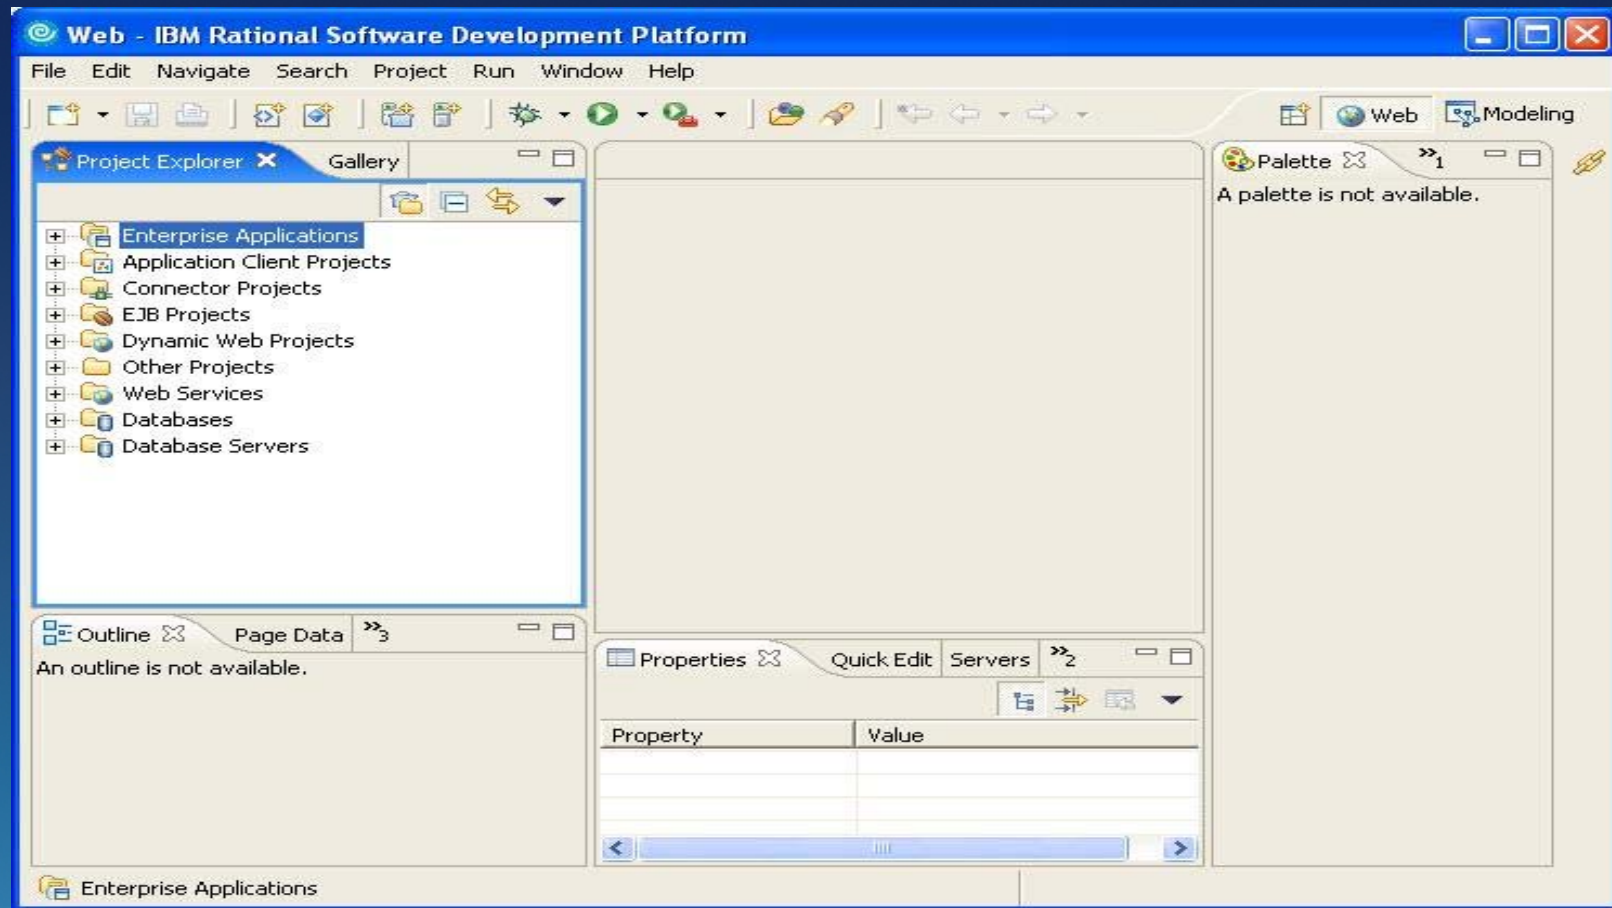 Web - IBM Rational Software Development Platform
File Edit Navigate Search Project Run Window Help
Web Modeling
Project Explorer Gallery
Enterprise Applications
Application Client Projects
Connector Projects
EJB Projects
Dynamic Web Projects
Other Projects
Web Services
Databases
Database Servers
Outline Page Data »3
An outline is not available.
Properties Quick Edit Servers »2
Property Value
Palette »1
A palette is not available.
Enterprise Applications